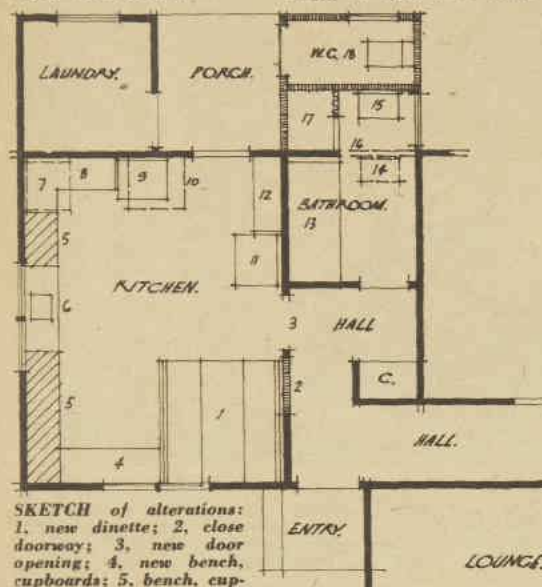 W.C. 18
LAUNDRY.
PORCH.
15
17
16
14
7
8
9
10
12
BATHROOM.
13
5
11
KITCHEN.
6
3
HALL
2
C.
5
1
4
HALL.
SKETCH of alterations:
1, new dinette; 2, close
doorway; 3, new door
opening; 4, new bench,
cupboards; 5, bench, cup-
ENTRY.
LOUNGE.